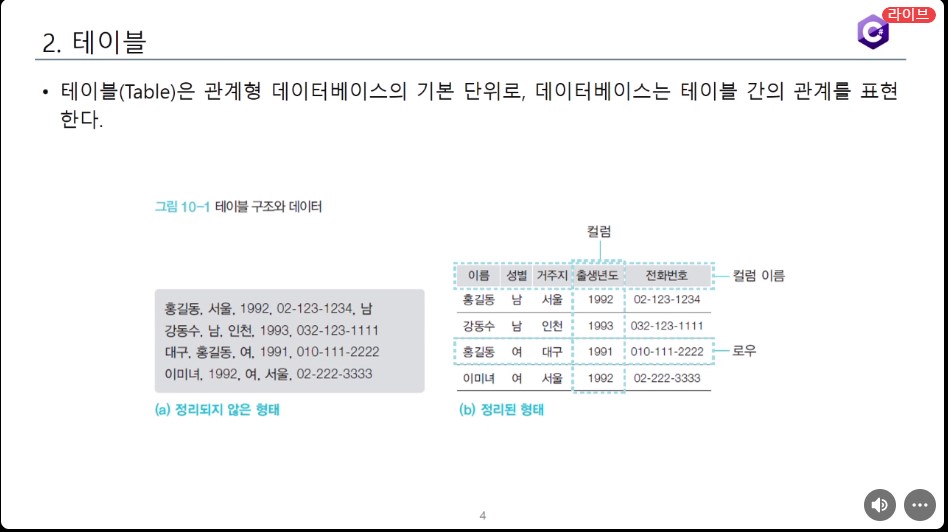 라이브
2. 테이블
• 테이블(Table)은 관계형 데이터베이스의 기본 단위로, 데이터베이스는 테이블 간의 관계를 표현
한다.
그림 10-1 테이블 구조와 데이터
홍길동, 서울, 1992, 02-123-1234, 남
강동수, 남, 인천, 1993, 032-123-1111
대구, 홍길동, 여, 1991, 010-111-2222
이미녀, 1992, 여, 서울, 02-222-3333
(a) 정리되지 않은 형태
컬럼
이름 성별 거주지 출생년도 전화번호 컬럼 이름
홍길동 남 서울 1992 02-123-1234
강동수 남 인천 1993 032-123-1111
홍길동 여 대구 1991 010-111-2222 로우
이미녀 여 서울 1992 02-222-3333
(b) 정리된 형태
4